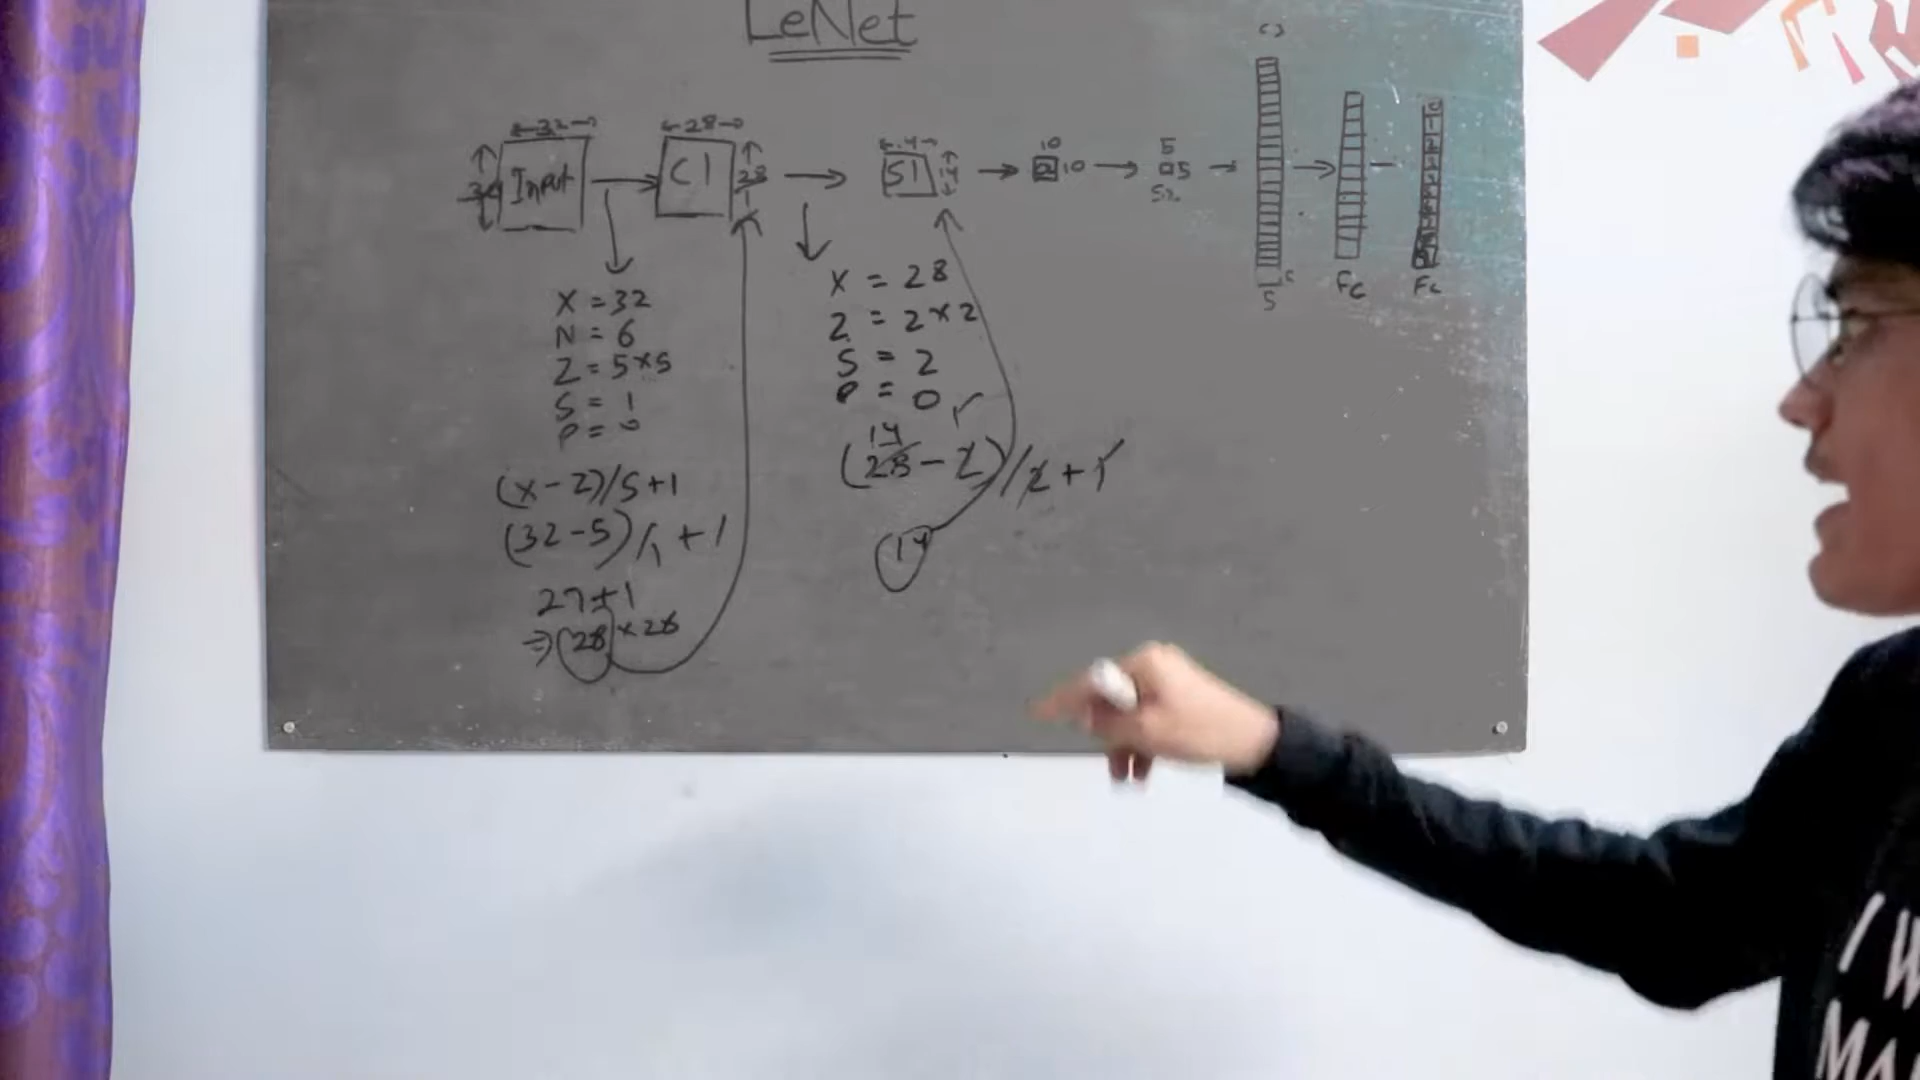 LeNet
←32→
Input
←28→
C1
28
S1
14
10
2
10
5
5
S2
FC
FC
X = 32
N = 6
Z = 5×5
S = 1
P = 0
(x-z)/S+1
(32-5)/1 + 1
27+1
⇒ 28 × 28
X = 28
Z = 2×2
S = 2
P = 0
14
(28-2)/2+1
14